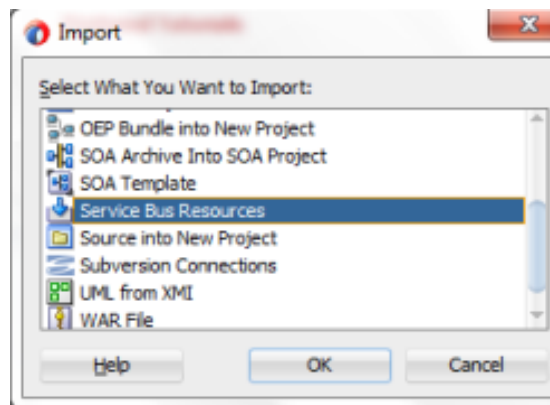 Import
Select What You Want to Import:
OEP Bundle into New Project
SOA Archive Into SOA Project
SOA Template
Service Bus Resources
Source into New Project
Subversion Connections
UML from XMI
WAR File
Help
OK
Cancel